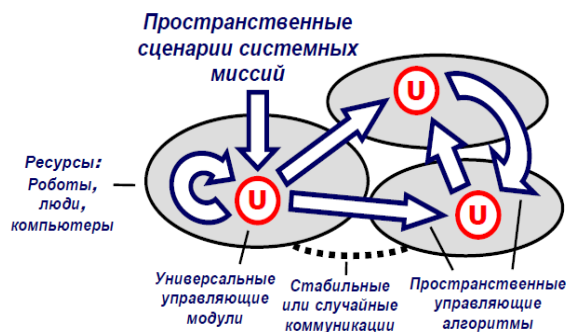 Пространственные
сценарии системных
миссий
U
Ресурсы:
Роботы,
люди,
компьютеры
U
U
Универсальные
управляющие
модули
Стабильные
или случайные
коммуникации
Пространственные
управляющие
алгоритмы